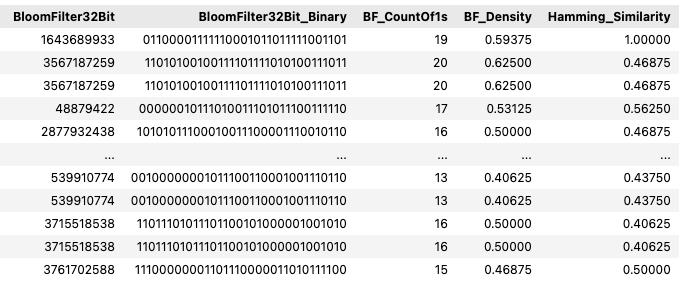 BloomFilter32Bit BloomFilter32Bit_Binary BF_CountOf1s BF_Density Hamming_Similarity
1643689933 01100001111110001011011111001101 19 0.59375 1.00000
3567187259 11010100100111101111010100111011 20 0.62500 0.46875
3567187259 11010100100111101111010100111011 20 0.62500 0.46875
48879422 00000010111010011101011100111110 17 0.53125 0.56250
2877932438 10101011100010011100001110010110 16 0.50000 0.46875
... ... ... ... ...
539910774 00100000001011100110001001110110 13 0.40625 0.43750
539910774 00100000001011100110001001110110 13 0.40625 0.43750
3715518538 11011101011101100101000001001010 16 0.50000 0.40625
3715518538 11011101011101100101000001001010 16 0.50000 0.40625
3761702588 11100000001101110000011010111100 15 0.46875 0.50000